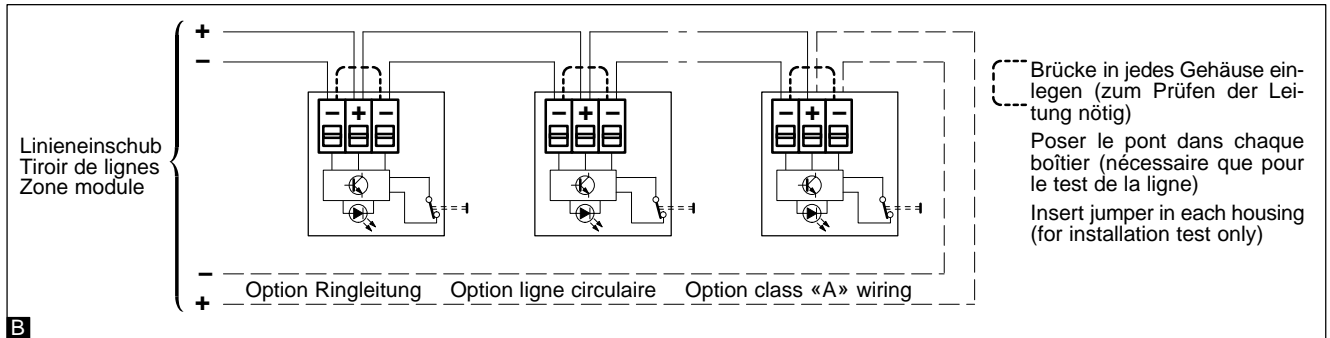 +
−
− + −
− + −
− + −
Linieneinschub
Tiroir de lignes
Zone module
Brücke in jedes Gehäuse ein-
legen (zum Prüfen der Lei-
tung nötig)
Poser le pont dans chaque
boîtier (nécessaire que pour
le test de la ligne)
Insert jumper in each housing
(for installation test only)
−
Option Ringleitung
Option ligne circulaire
Option class «A» wiring
+
B